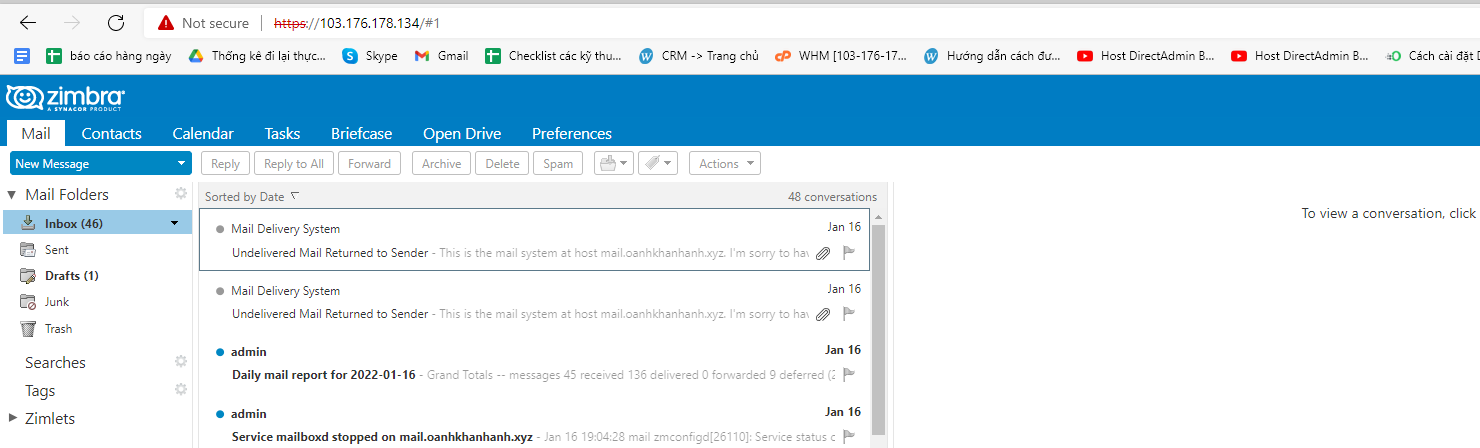 Not secure | https://103.176.178.134/#1
báo cáo hàng ngày Thống kê đi lại thực... Skype Gmail Checklist các kỹ thu... CRM -> Trang chủ WHM [103-176-17... Hướng dẫn cách đư... Host DirectAdmin B... Host DirectAdmin B... Cách cài đặt D
zimbra
A SYNACOR PRODUCT
Mail Contacts Calendar Tasks Briefcase Open Drive Preferences
New Message Reply Reply to All Forward Archive Delete Spam Actions
Mail Folders
Inbox (46)
Sent
Drafts (1)
Junk
Trash
Searches
Tags
Zimlets
Sorted by Date 48 conversations
Mail Delivery System Jan 16
Undelivered Mail Returned to Sender - This is the mail system at host mail.oanhkhanhanh.xyz. I'm sorry to hav
Mail Delivery System Jan 16
Undelivered Mail Returned to Sender - This is the mail system at host mail.oanhkhanhanh.xyz. I'm sorry to hav
admin Jan 16
Daily mail report for 2022-01-16 - Grand Totals -- messages 45 received 136 delivered 0 forwarded 9 deferred (2
admin Jan 16
Service mailboxd stopped on mail.oanhkhanhanh.xyz - Jan 16 19:04:28 mail zmconfigd[26110]: Service status c
To view a conversation, click